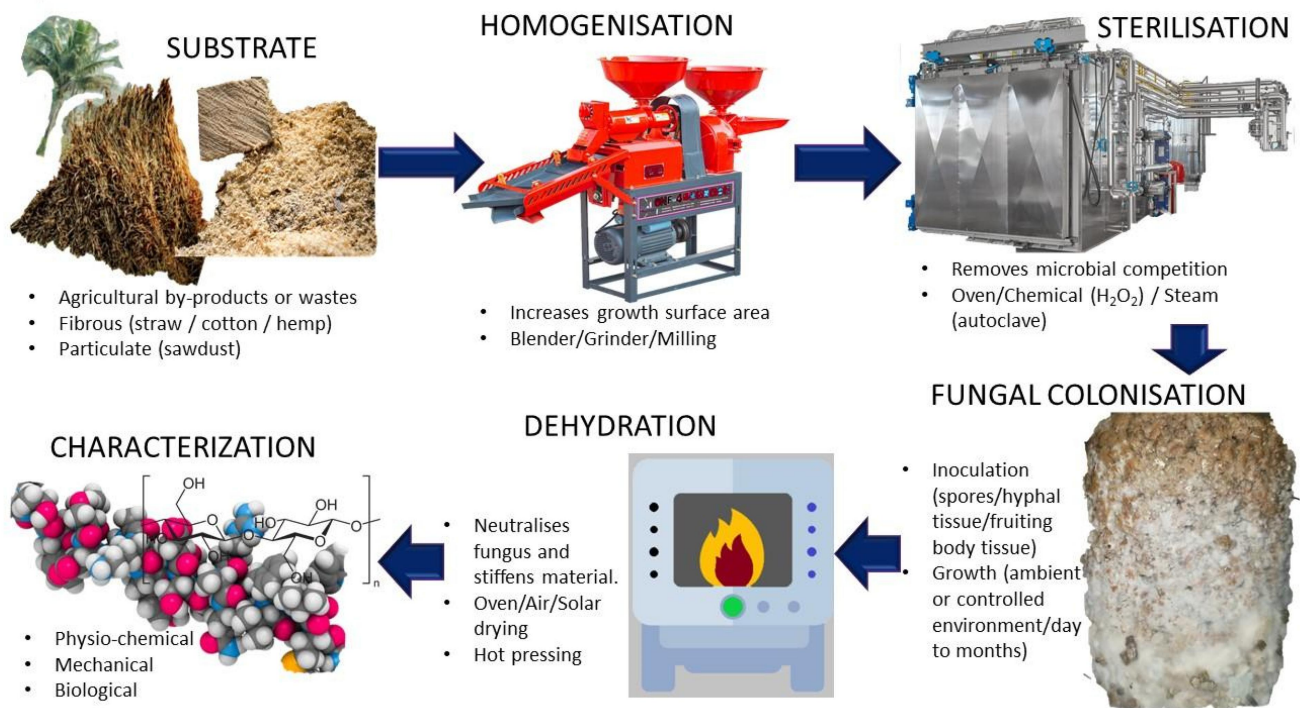 SUBSTRATE
• Agricultural by-products or wastes
• Fibrous (straw / cotton / hemp)
• Particulate (sawdust)
HOMOGENISATION
• Increases growth surface area
• Blender/Grinder/Milling
STERILISATION
• Removes microbial competition
• Oven/Chemical (H₂O₂) / Steam
(autoclave)
FUNGAL COLONISATION
• Inoculation
(spores/hyphal
tissue/fruiting
body tissue)
• Growth (ambient
or controlled
environment/day
to months)
DEHYDRATION
• Neutralises
fungus and
stiffens material.
• Oven/Air/Solar
drying
• Hot pressing
CHARACTERIZATION
OH
OH
HO
O
O
n
• Physio-chemical
• Mechanical
• Biological